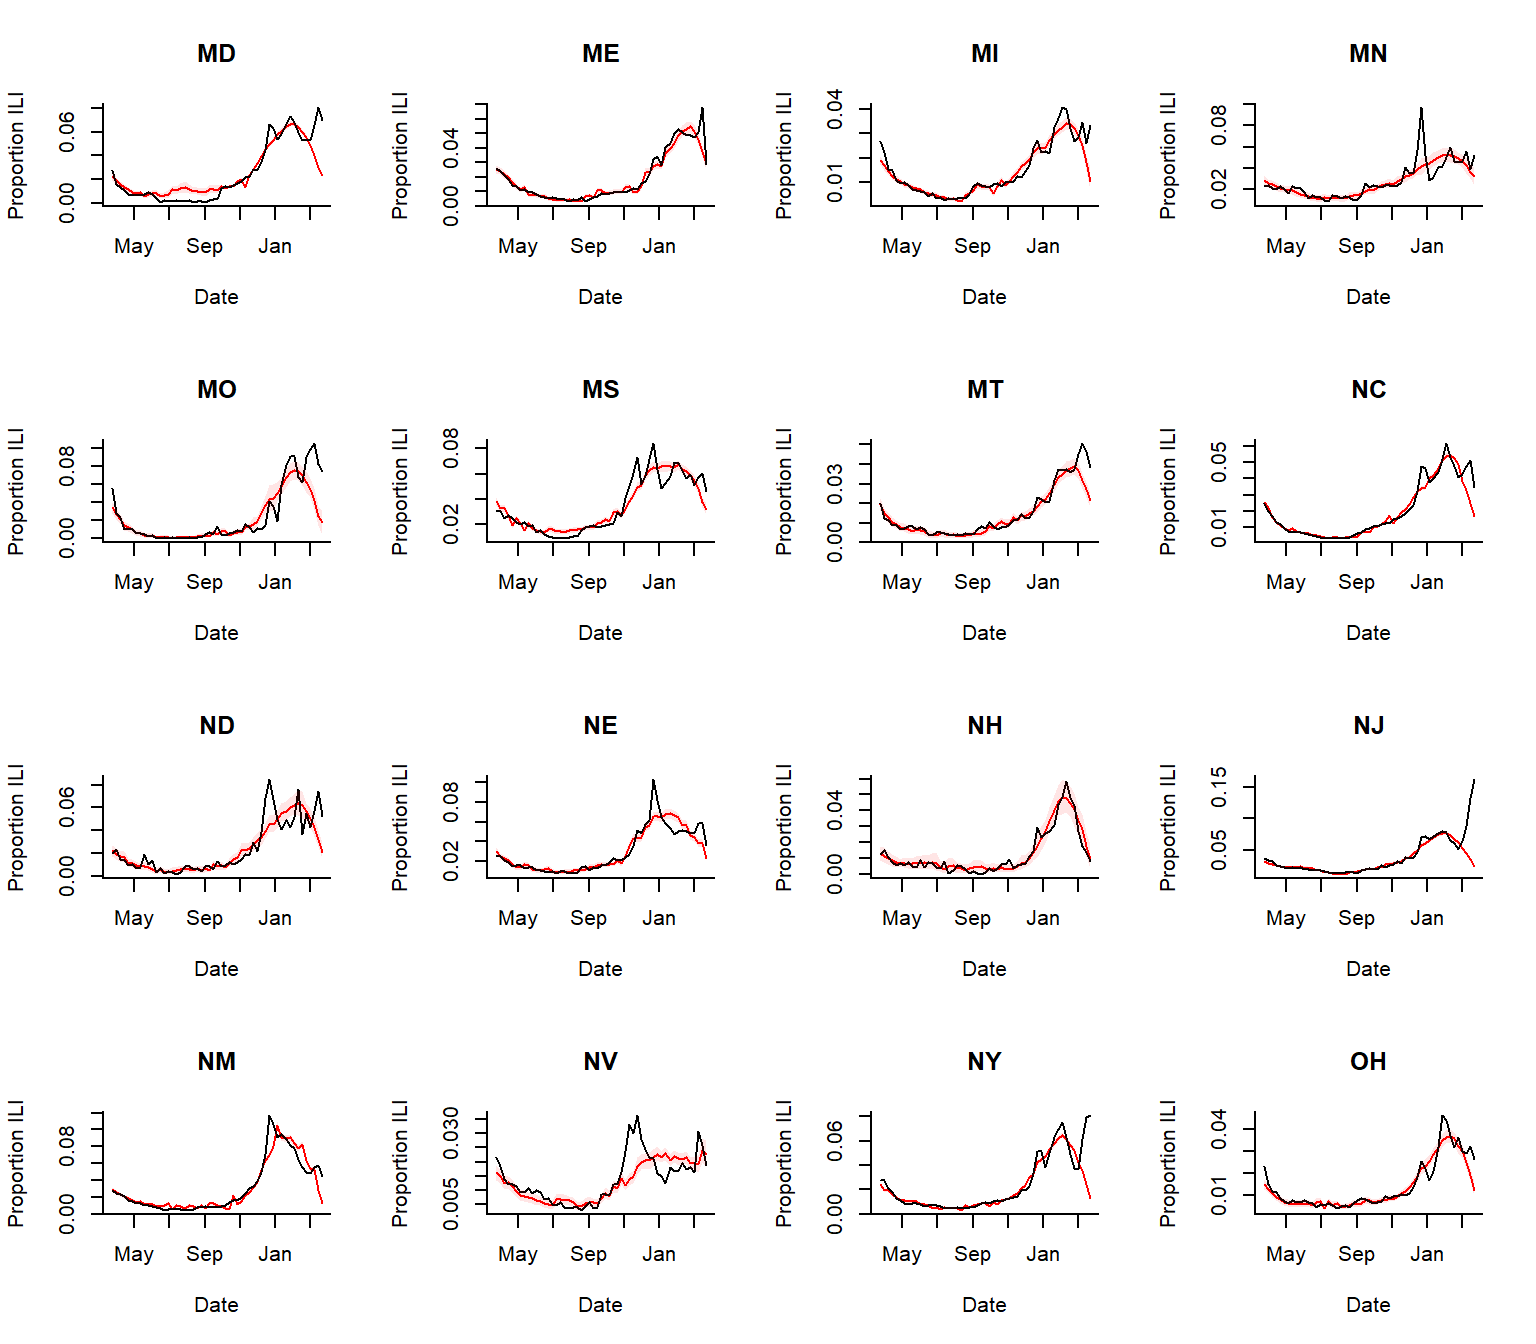 MD ME MI MN
Proportion ILI 0.00 0.06 Proportion ILI 0.00 0.04 Proportion ILI 0.01 0.04 Proportion ILI 0.02 0.08
May Sep Jan May Sep Jan May Sep Jan May Sep Jan
Date Date Date Date
MO MS MT NC
Proportion ILI 0.00 0.08 Proportion ILI 0.02 0.08 Proportion ILI 0.00 0.03 Proportion ILI 0.01 0.05
May Sep Jan May Sep Jan May Sep Jan May Sep Jan
Date Date Date Date
ND NE NH NJ
Proportion ILI 0.00 0.06 Proportion ILI 0.02 0.08 Proportion ILI 0.00 0.04 Proportion ILI 0.05 0.15
May Sep Jan May Sep Jan May Sep Jan May Sep Jan
Date Date Date Date
NM NV NY OH
Proportion ILI 0.00 0.08 Proportion ILI 0.005 0.030 Proportion ILI 0.00 0.06 Proportion ILI 0.01 0.04
May Sep Jan May Sep Jan May Sep Jan May Sep Jan
Date Date Date Date